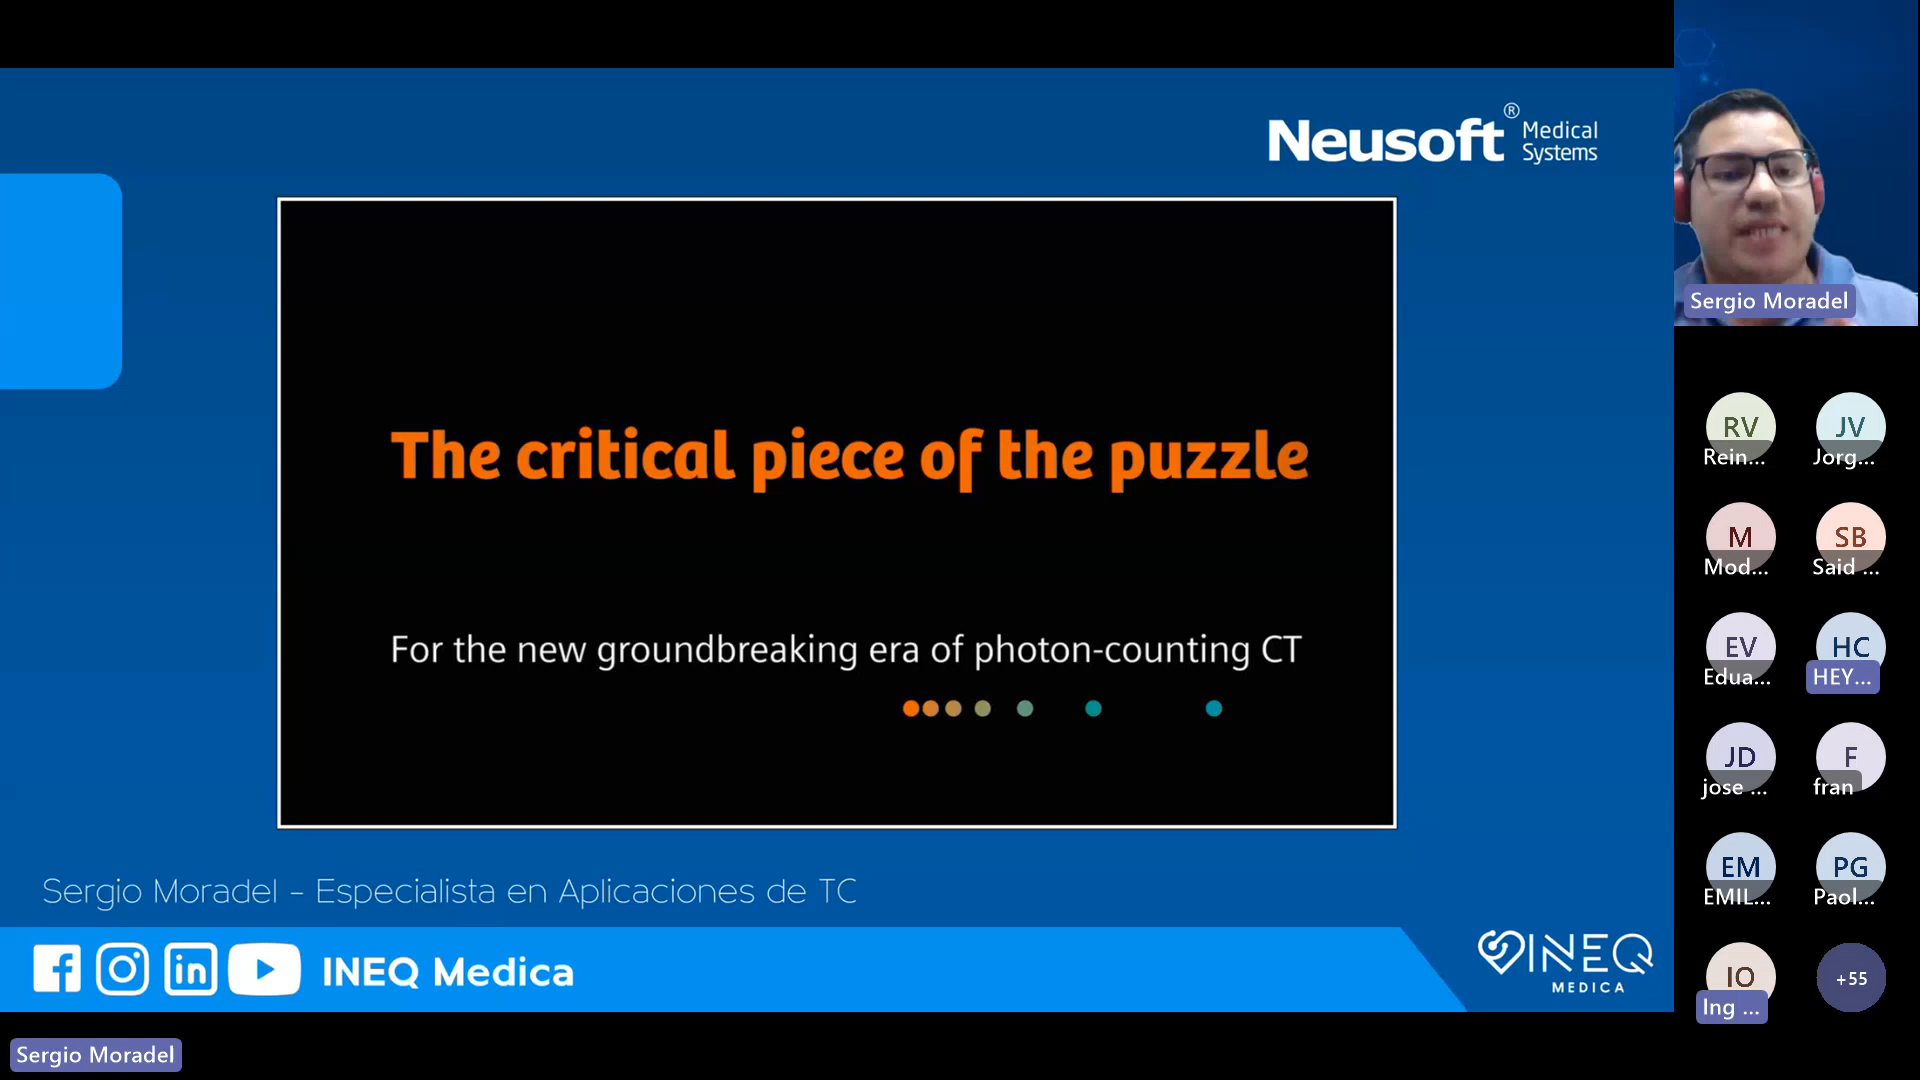 Neusoft® Medical Systems
The critical piece of the puzzle
For the new groundbreaking era of photon-counting CT
Sergio Moradel - Especialista en Aplicaciones de TC
INEQ Medica
INEQ
MEDICA
Sergio Moradel
Sergio Moradel
RV JV
Rein... Jorg...
M SB
Mod... Said ...
EV HC
Edua... HEY...
JD F
jose ... fran
EM PG
EMIL... Paol...
IO +55
Ing ...